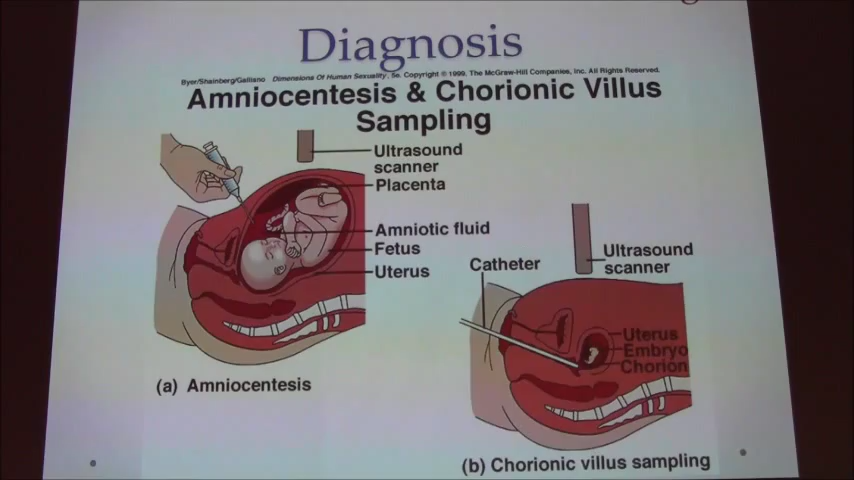 Diagnosis
Byer/Shainberg/Galliano Dimensions Of Human Sexuality, 5e. Copyright © 1999. The McGraw-Hill Companies, Inc. All Rights Reserved.
Amniocentesis & Chorionic Villus
Sampling
Ultrasound
scanner
Placenta
Amniotic fluid
Fetus
Uterus
(a) Amniocentesis
Ultrasound
scanner
Catheter
Uterus
Embryo
Chorion
(b) Chorionic villus sampling